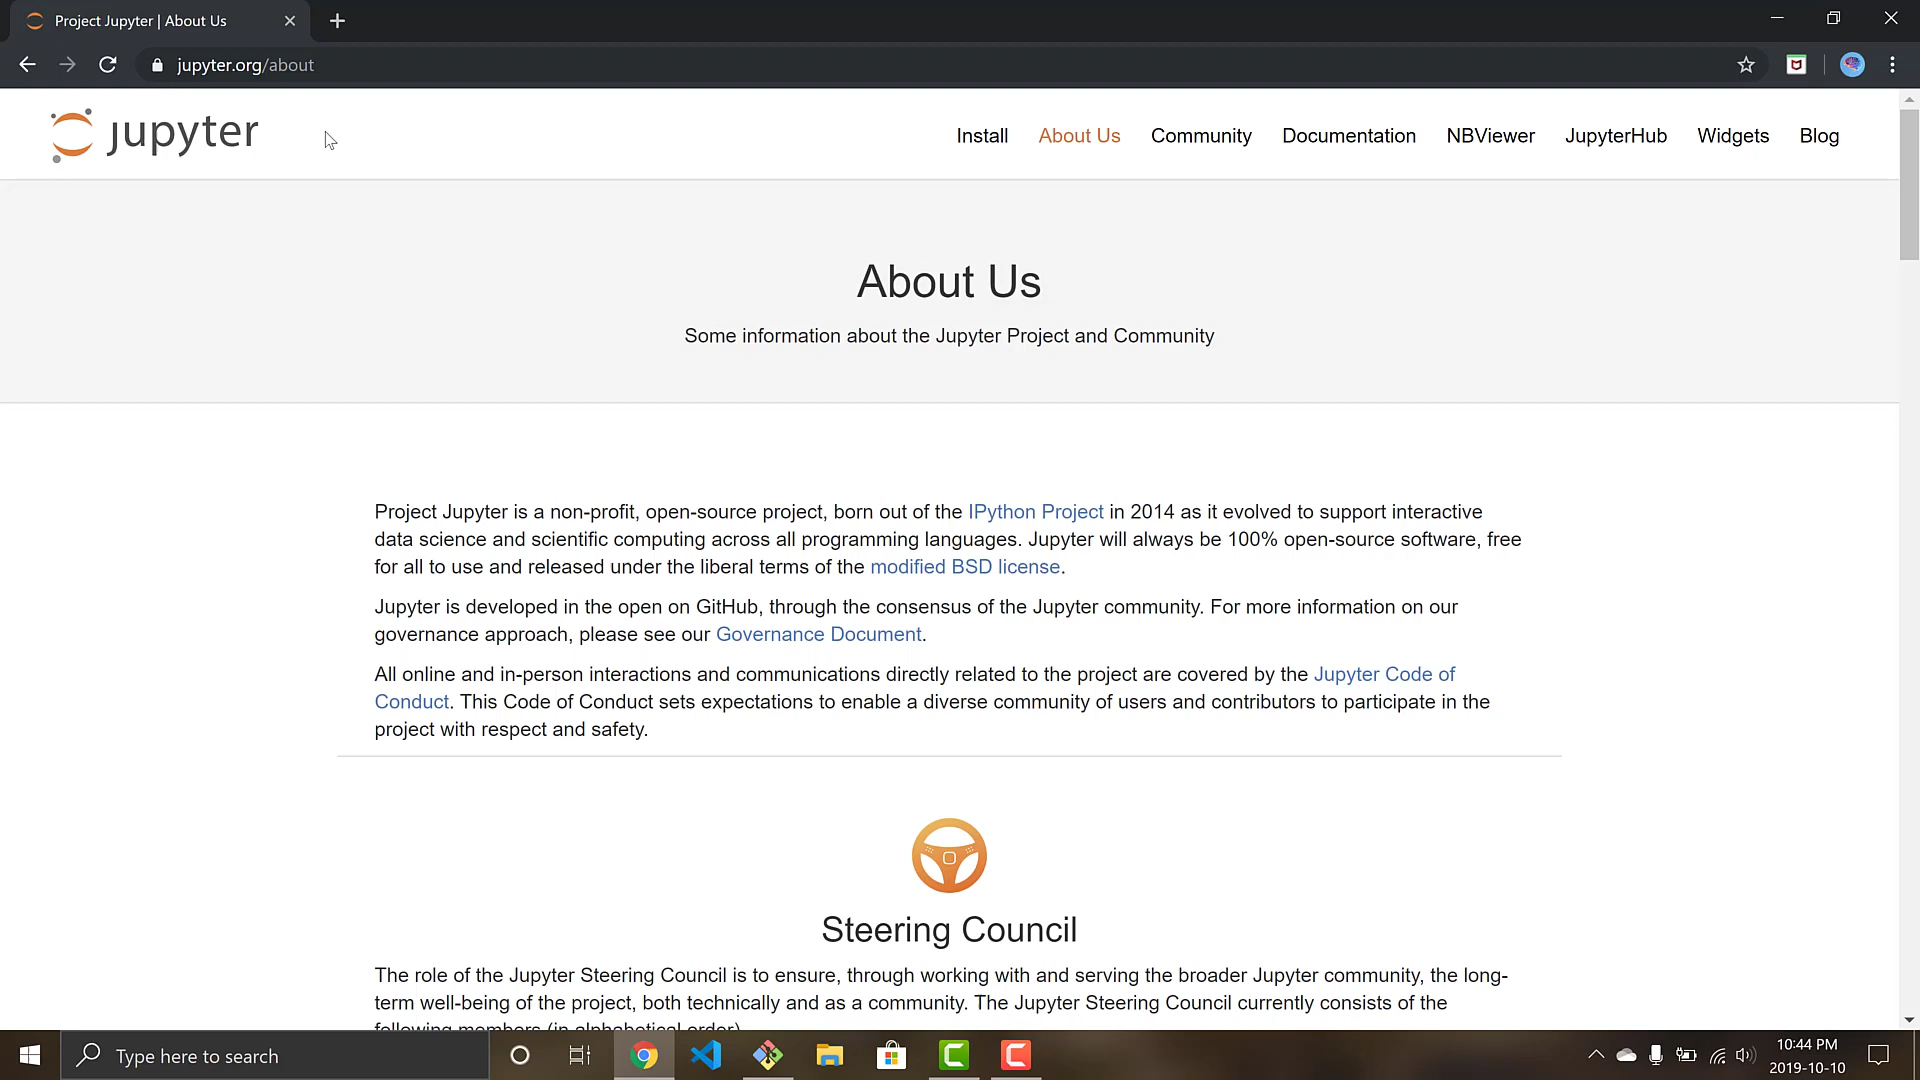 Project Jupyter | About Us
jupyter.org/about
jupyter
Install About Us Community Documentation NBViewer JupyterHub Widgets Blog
About Us
Some information about the Jupyter Project and Community
Project Jupyter is a non-profit, open-source project, born out of the IPython Project in 2014 as it evolved to support interactive
data science and scientific computing across all programming languages. Jupyter will always be 100% open-source software, free
for all to use and released under the liberal terms of the modified BSD license.
Jupyter is developed in the open on GitHub, through the consensus of the Jupyter community. For more information on our
governance approach, please see our Governance Document.
All online and in-person interactions and communications directly related to the project are covered by the Jupyter Code of
Conduct. This Code of Conduct sets expectations to enable a diverse community of users and contributors to participate in the
project with respect and safety.
Steering Council
The role of the Jupyter Steering Council is to ensure, through working with and serving the broader Jupyter community, the long-
term well-being of the project, both technically and as a community. The Jupyter Steering Council currently consists of the
following members (in alphabetical order)
Type here to search
10:44 PM
2019-10-10